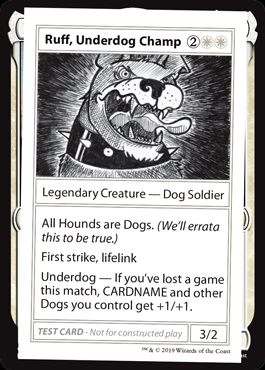 Ruff, Underdog Champ 2
Legendary Creature — Dog Soldier
All Hounds are Dogs. (We'll errata
this to be true.)
First strike, lifelink
Underdog — If you've lost a game
this match, CARDNAME and other
Dogs you control get +1/+1.
TEST CARD - Not for constructed play
3/2
™ & © 2019 Wizards of the Coast